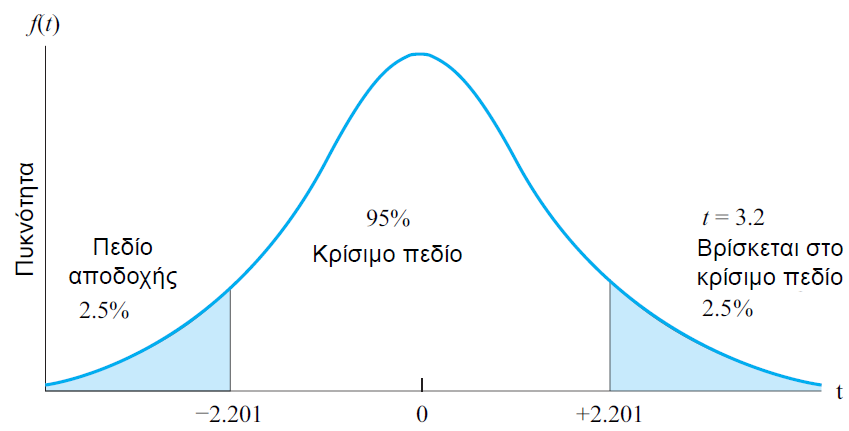 f(t)
Πυκνότητα
Πεδίο
αποδοχής
2.5%
95%
Κρίσιμο πεδίο
t = 3.2
Βρίσκεται στο
κρίσιμο πεδίο
2.5%
−2.201
0
+2.201
t